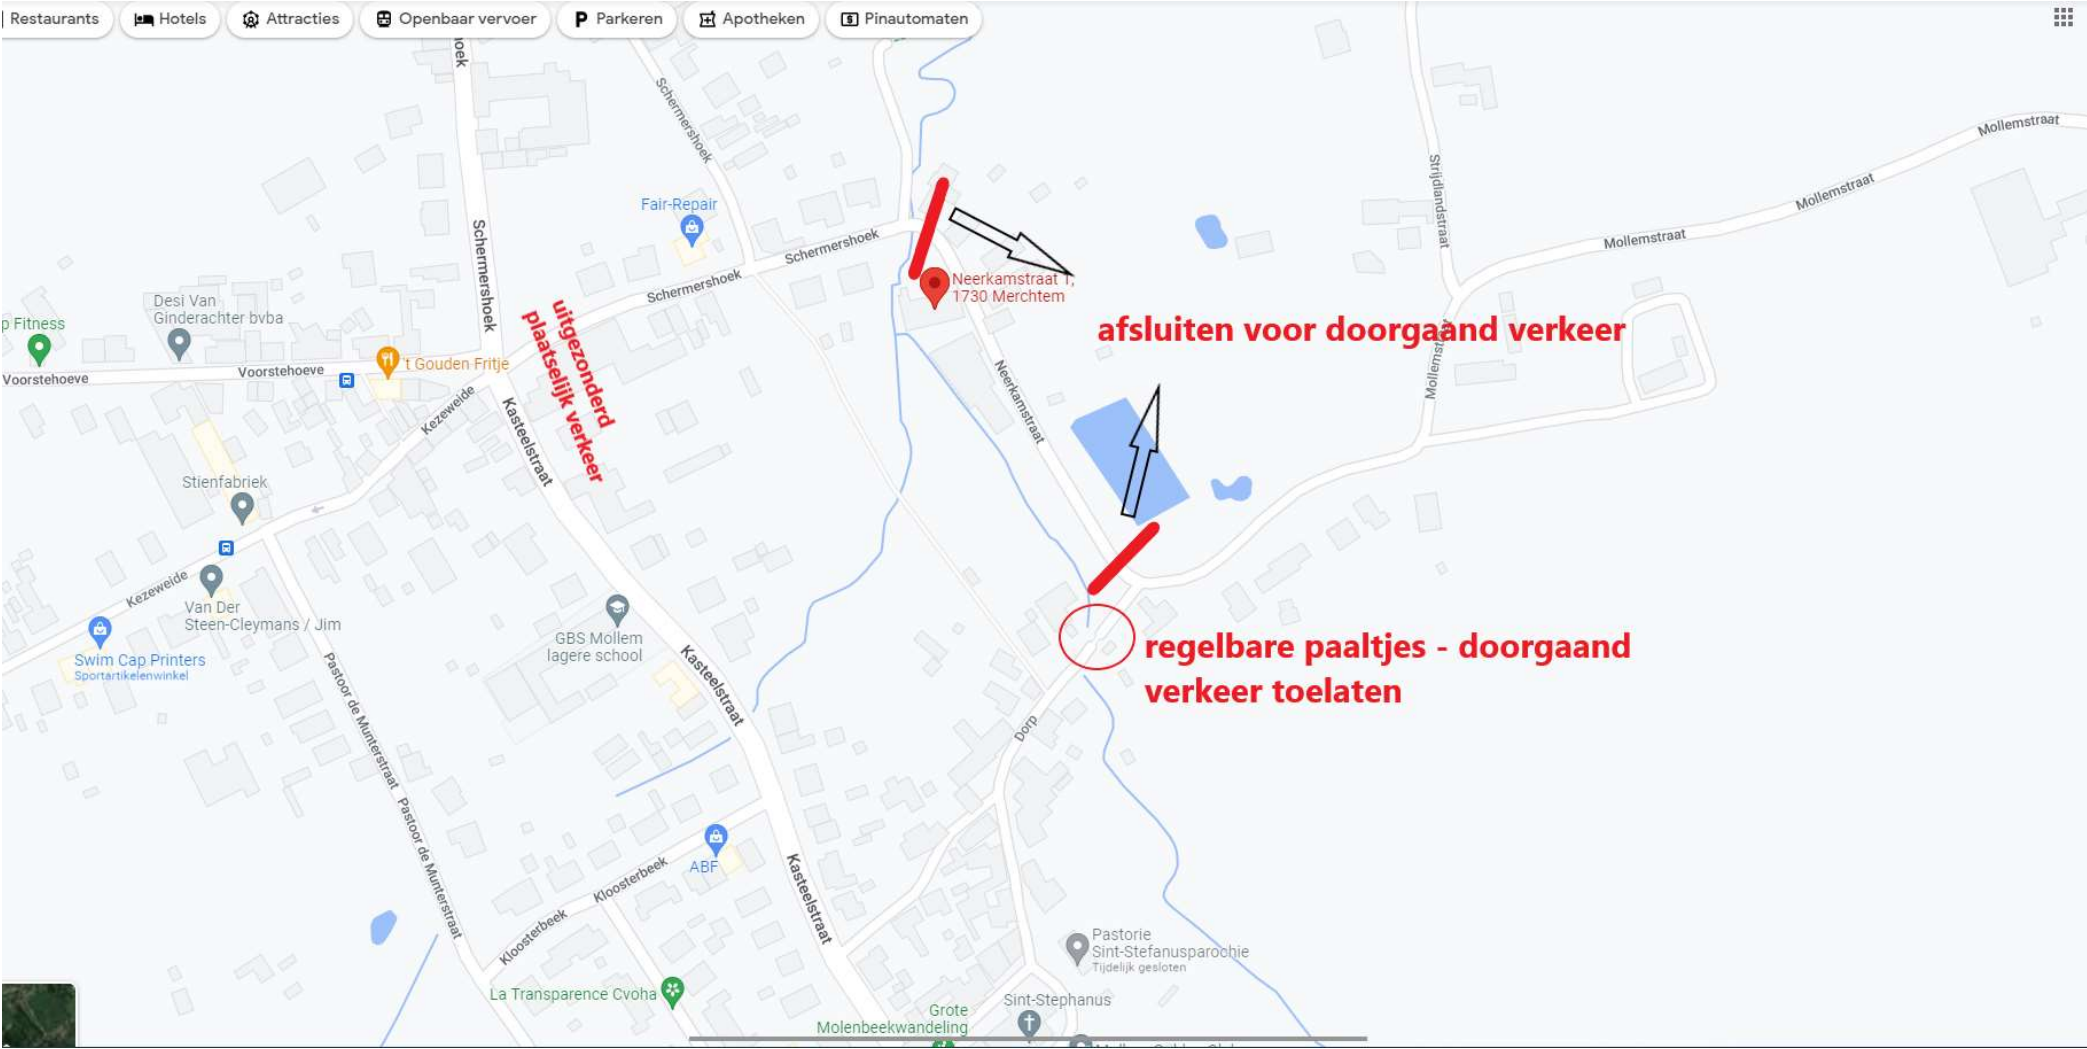 Restaurants
Hotels
Attracties
Openbaar vervoer
Parkeren
Apotheken
Pinautomaten
Schermershoek
Mollemstraat
Strijdlandstraat
Mollemstraat
Fair-Repair
Schermershoek
Schermershoek
Mollemstraat
Schermershoek
Neerkamstraat 1,
1730 Merchtem
Desi Van
Ginderachter bvba
p Fitness
uitgezonderd
plaatselijk verkeer
afsluiten voor doorgaand verkeer
Mollemstraat
't Gouden Fritje
Voorstehoeve
Voorstehoeve
Kezeweide
Kasteelstraat
Neerkamstraat
Stienfabriek
Kezeweide
Van Der
Steen-Cleymans / Jim
GBS Mollem
lagere school
Swim Cap Printers
Sportartikelenwinkel
Kasteelstraat
regelbare paaltjes - doorgaand
verkeer toelaten
Pastoor de Munterstraat
Dorp
Pastoor de Munterstraat
ABF
Kloosterbeek
Kasteelstraat
Kloosterbeek
Pastorie
Sint-Stefanusparochie
Tijdelijk gesloten
La Transparence Cvoha
Sint-Stephanus
Grote
Molenbeekwandeling